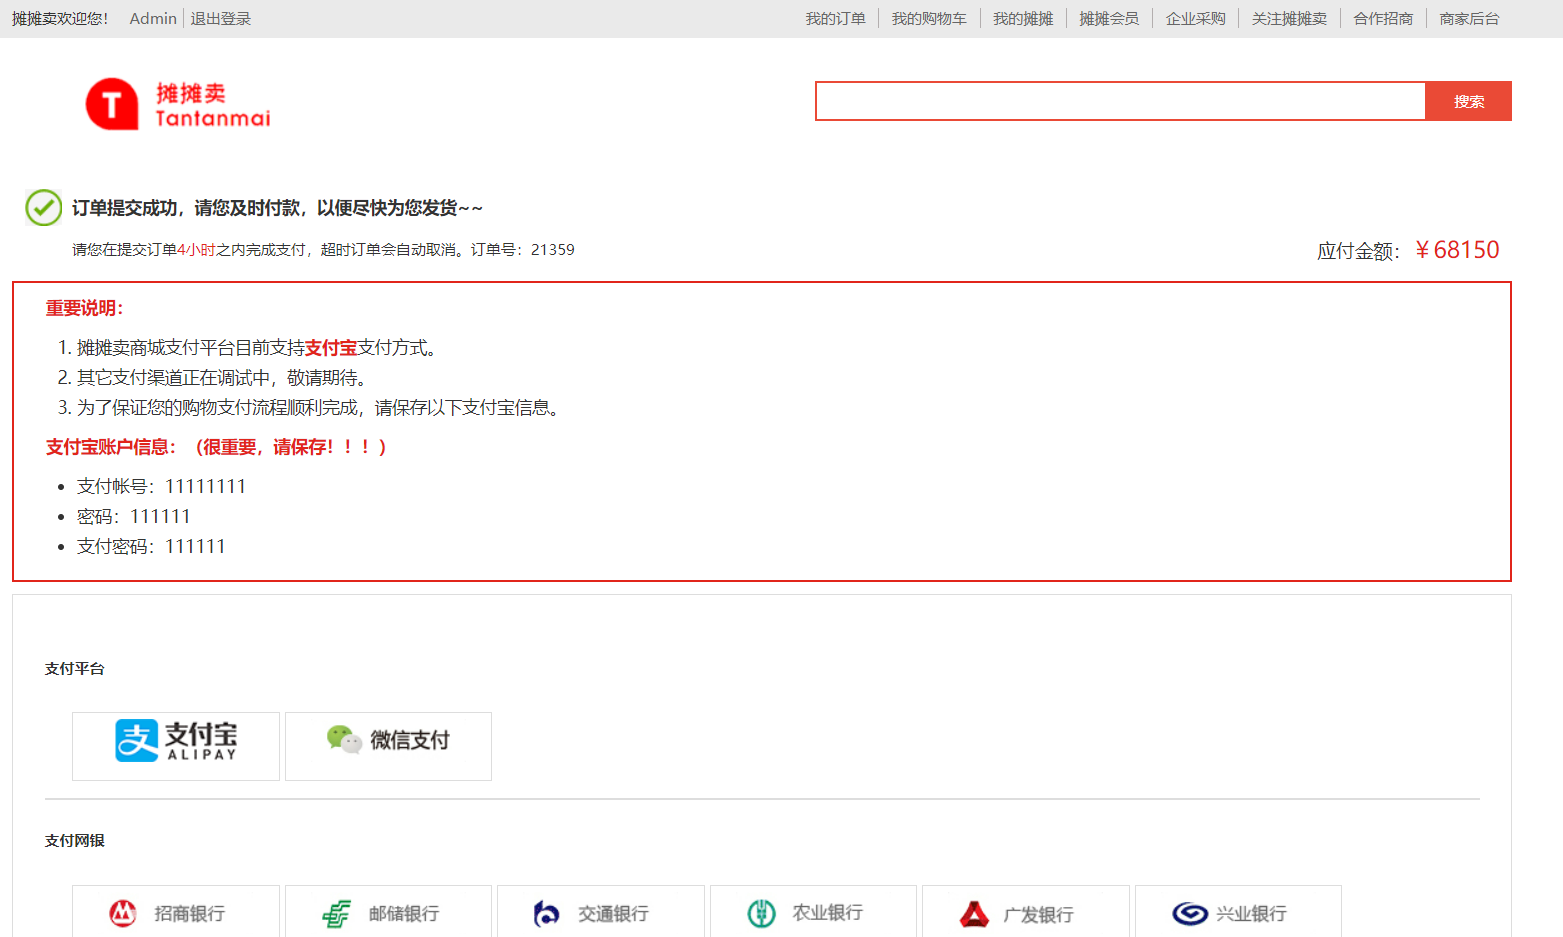 摊摊卖欢迎您！ Admin 退出登录 我的订单 我的购物车 我的摊摊 摊摊会员 企业采购 关注摊摊卖 合作招商 商家后台
T 摊摊卖
Tantanmai
搜索
订单提交成功，请您及时付款，以便尽快为您发货~~
请您在提交订单4小时之内完成支付，超时订单会自动取消。订单号：21359 应付金额：￥68150
重要说明：
1. 摊摊卖商城支付平台目前支持支付宝支付方式。
2. 其它支付渠道正在调试中，敬请期待。
3. 为了保证您的购物支付流程顺利完成，请保存以下支付宝信息。
支付宝账户信息：（很重要，请保存！！！）
支付帐号：11111111
密码：111111
支付密码：111111
支付平台
支 支付宝 ALIPAY 微信支付
支付网银
招商银行 邮储银行 交通银行 农业银行 广发银行 兴业银行